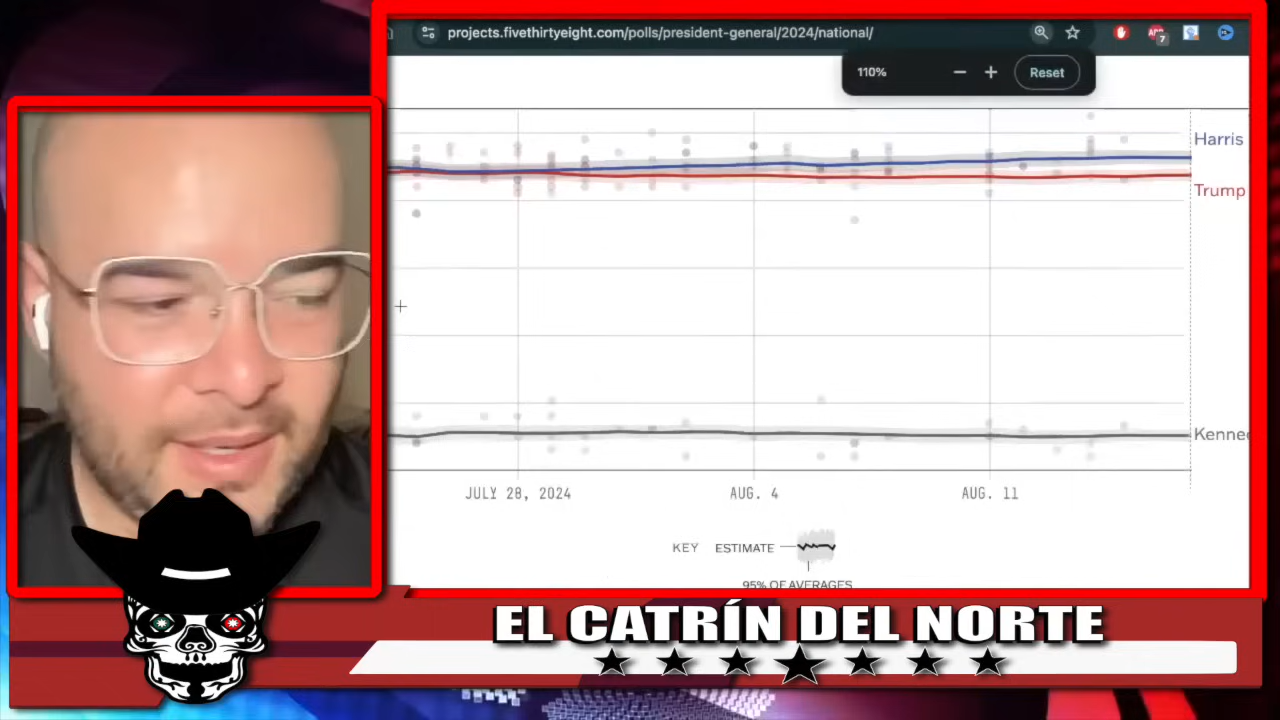 projects.fivethirtyeight.com/polls/president-general/2024/national/
7
110%
Reset
Harris
Trump
Kenne
JULY 28, 2024
AUG. 4
AUG. 11
KEY
ESTIMATE
95% OF AVERAGES
EL CATRÍN DEL NORTE